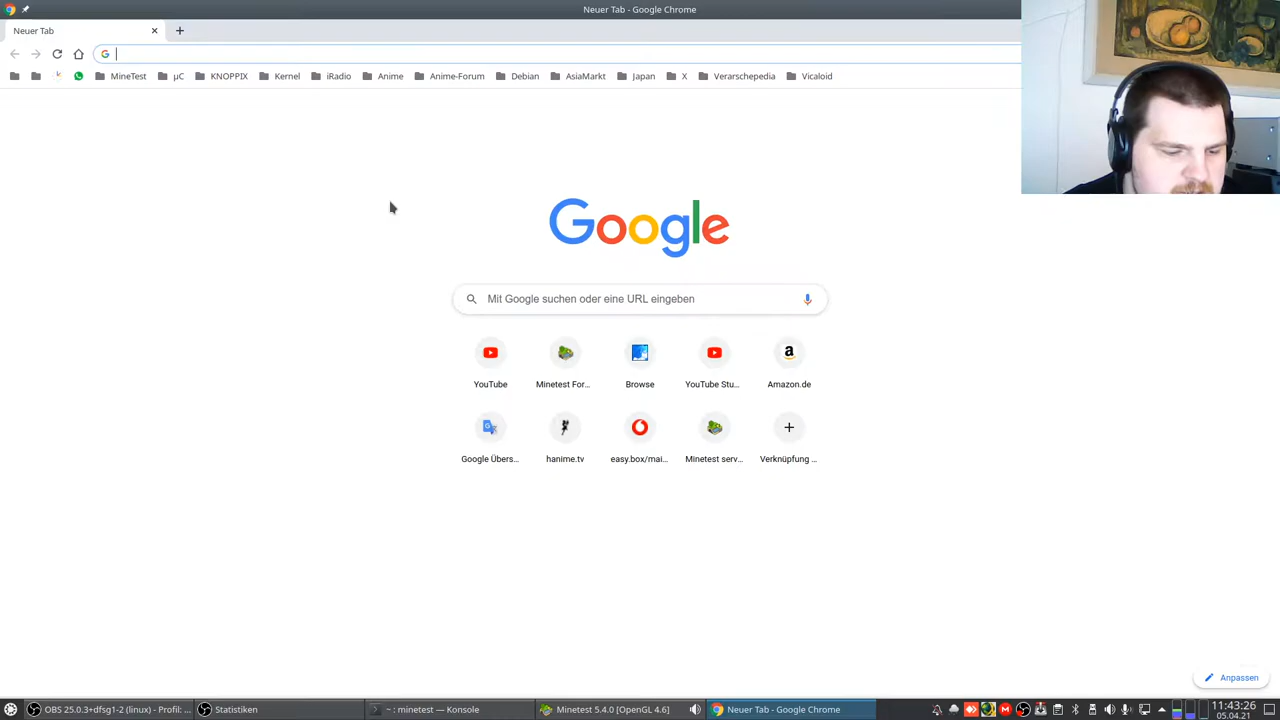 Neuer Tab - Google Chrome
Neuer Tab
MineTest µC KNOPPIX Kernel iRadio Anime Anime-Forum Debian AsiaMarkt Japan X Verarschepedia Vicaloid
Google
Mit Google suchen oder eine URL eingeben
YouTube Minetest For... Browse YouTube Stu... Amazon.de
Google Übers... hanime.tv easy.box/mai... Minetest serv... Verknüpfung ...
Anpassen
OBS 25.0.3+dfsg1-2 (linux) - Profil: ... Statistiken ~ : minetest — Konsole Minetest 5.4.0 [OpenGL 4.6] Neuer Tab - Google Chrome 11:43:26
05.04.21